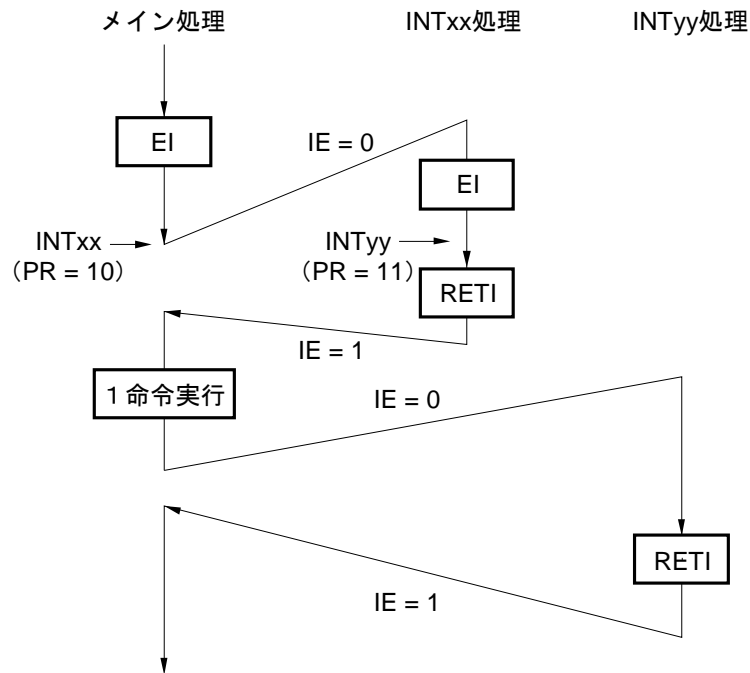 メイン処理 INTxx処理 INTyy処理
EI
IE = 0
EI
INTxx
（PR = 10）
INTyy
（PR = 11）
RETI
IE = 1
１命令実行
IE = 0
RETI
IE = 1